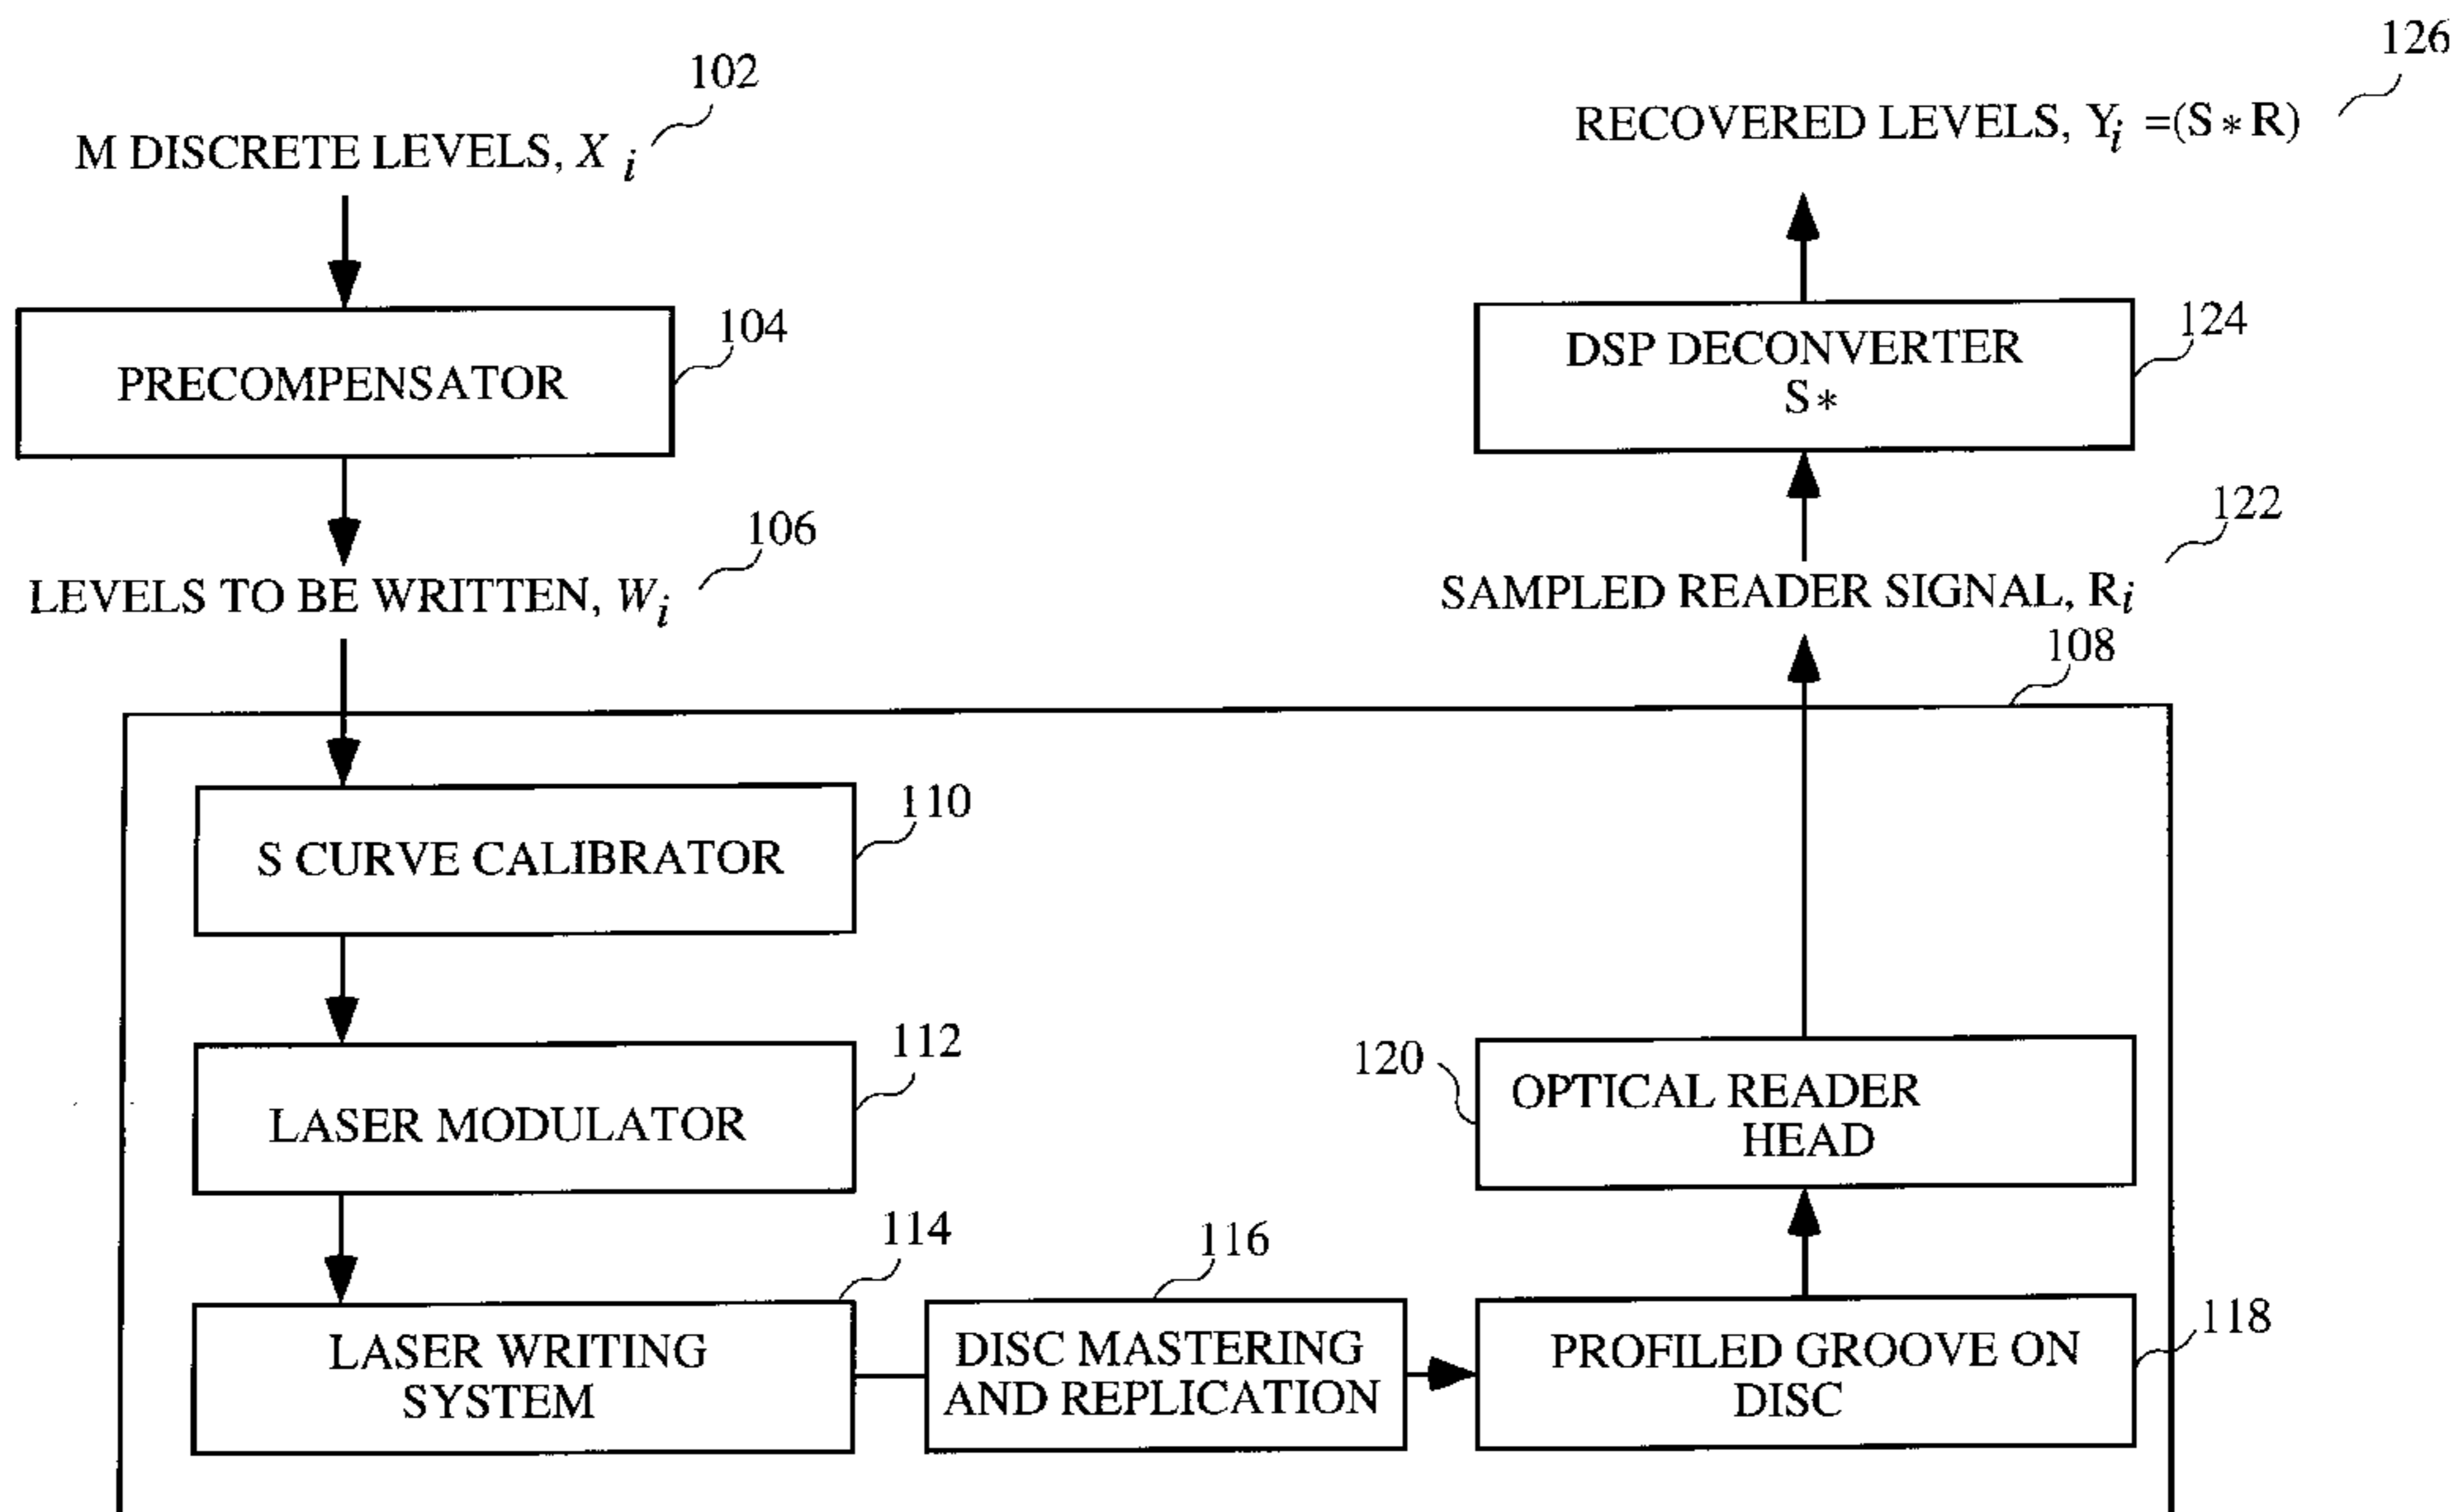 102
M DISCRETE LEVELS, X i
104
PRECOMPENSATOR
106
LEVELS TO BE WRITTEN, Wi
108
110
S CURVE CALIBRATOR
112
LASER MODULATOR
114
LASER WRITING
SYSTEM
116
DISC MASTERING
AND REPLICATION
118
PROFILED GROOVE ON
DISC
120
OPTICAL READER
HEAD
122
SAMPLED READER SIGNAL, Ri
124
DSP DECONVERTER
S*
126
RECOVERED LEVELS, Yi =(S * R)